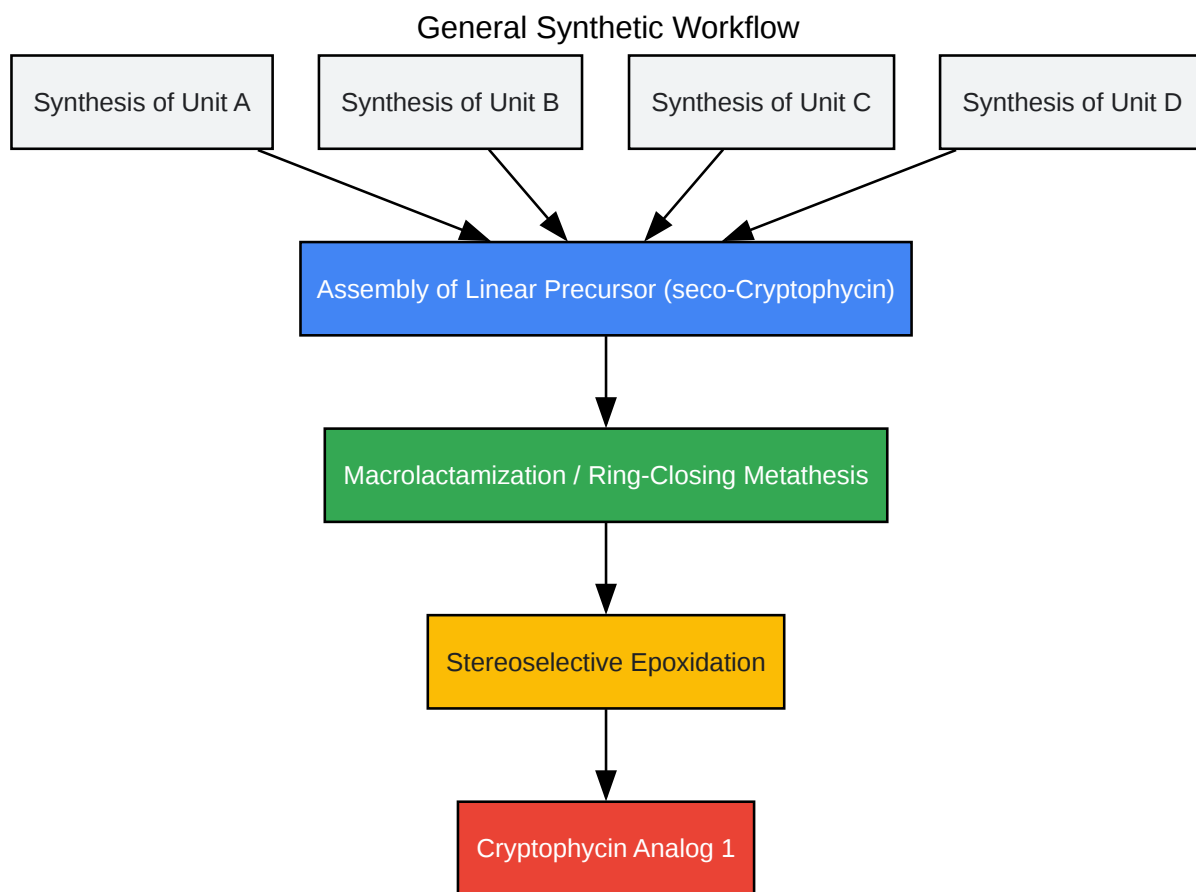 General Synthetic Workflow
Synthesis of Unit A
Synthesis of Unit B
Synthesis of Unit C
Synthesis of Unit D
Assembly of Linear Precursor (seco-Cryptophycin)
Macrolactamization / Ring-Closing Metathesis
Stereoselective Epoxidation
Cryptophycin Analog 1